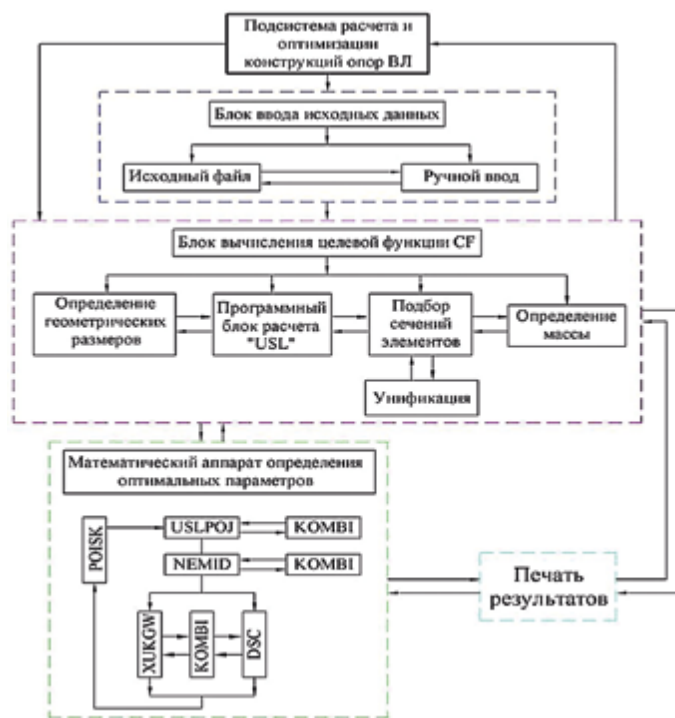 Подсистема расчета и
оптимизации
конструкций опор ВЛ
Блок ввода исходных данных
Исходный файл
Ручной ввод
Блок вычисления целевой функции CF
Определение
геометрических
размеров
Программный
блок расчета
"USL"
Подбор
сечений
элементов
Определение
массы
Унификация
Математический аппарат определения
оптимальных параметров
POISK
USLPOJ
KOMBI
NEMID
KOMBI
XUKGW
KOMBI
DSC
Печать
результатов